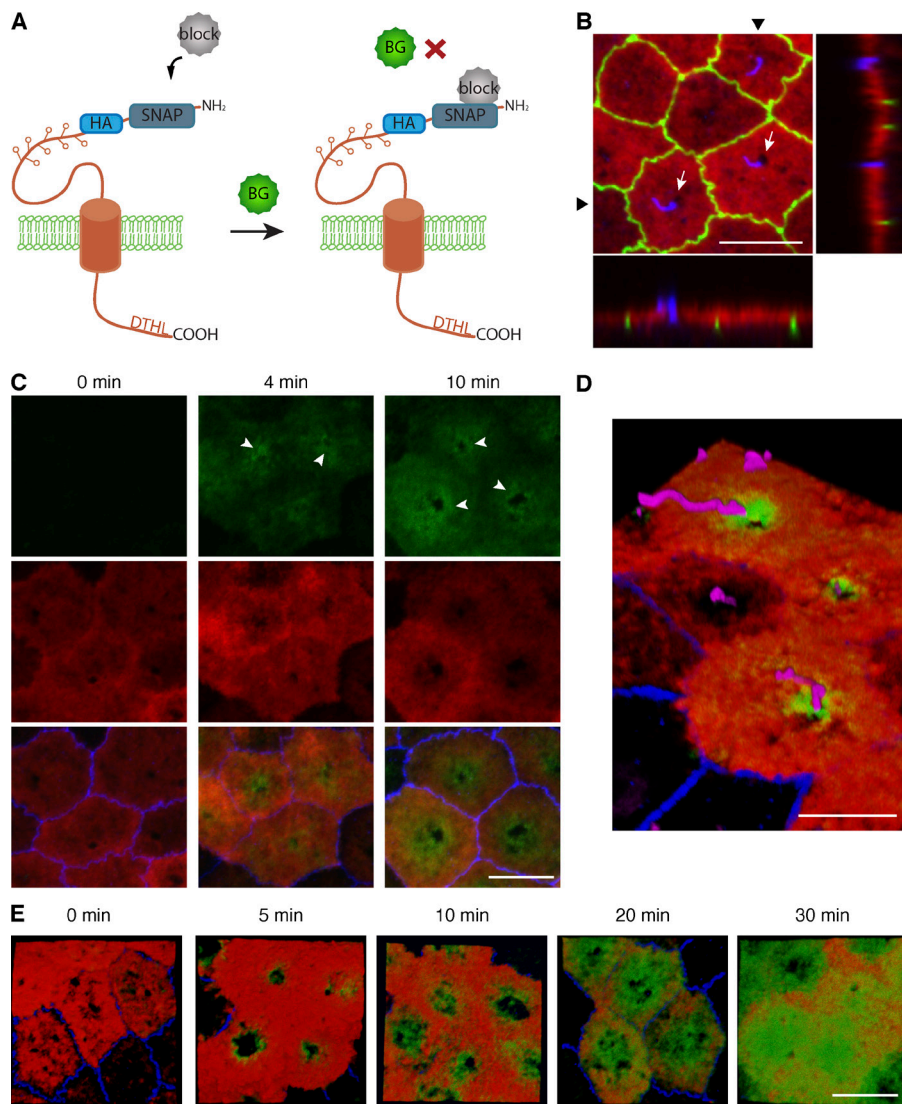 A
block
HA
SNAP
NH₂
DTHL
COOH
BG
BG
block
HA
SNAP
NH₂
DTHL
COOH
B
C
0 min
4 min
10 min
D
E
0 min
5 min
10 min
20 min
30 min